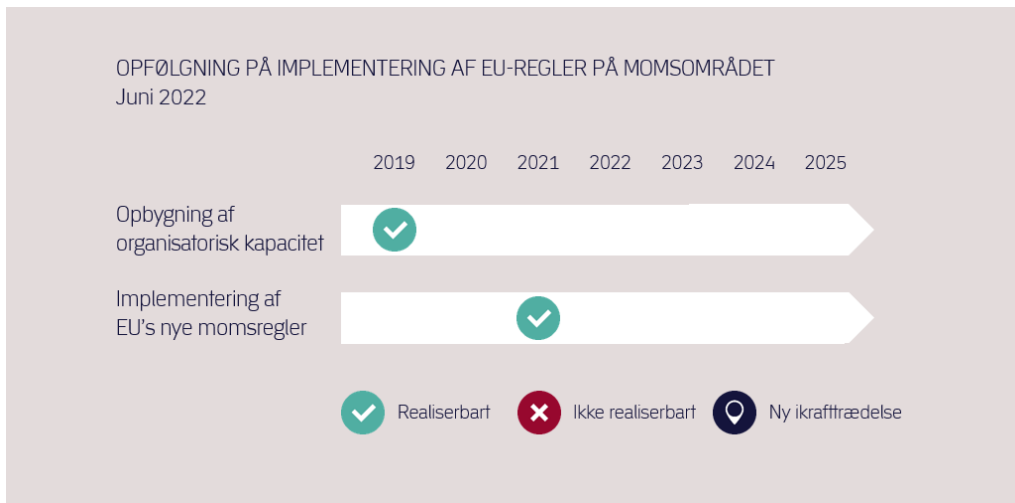 OPFØLGNING PÅ IMPLEMENTERING AF EU-REGLER PÅ MOMSOMRÅDET
Juni 2022
2019 2020 2021 2022 2023 2024 2025
Opbygning af
organisatorisk kapacitet
Implementering af
EU's nye momsregler
Realiserbart Ikke realiserbart Ny ikrafttrædelse